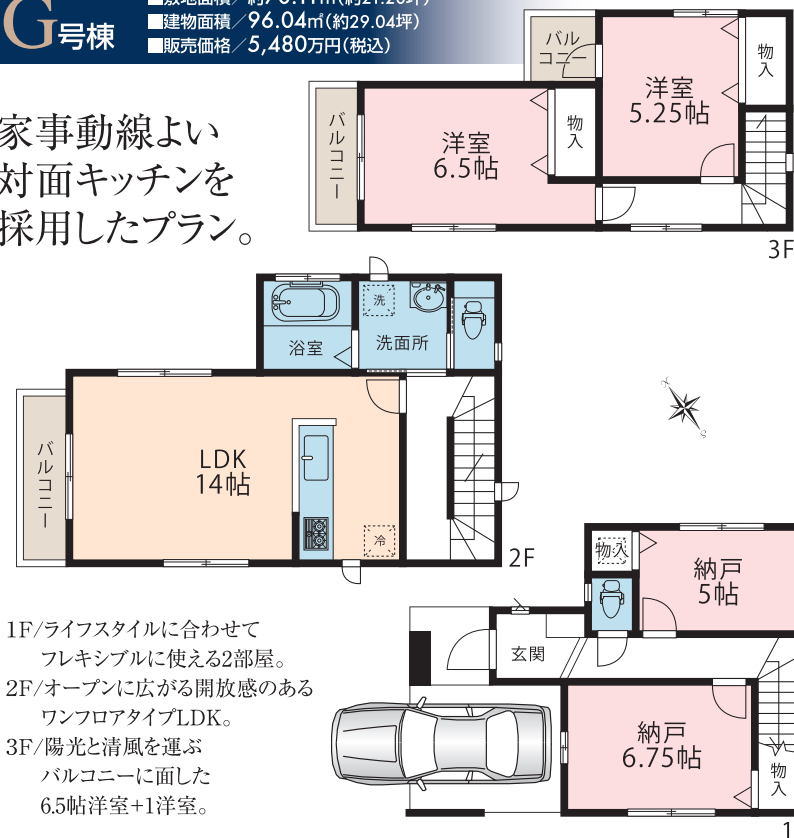 G号棟
■建物面積／96.04㎡(約29.04坪)
■販売価格／5,480万円(税込)
家事動線よい
対面キッチンを
採用したプラン。
バル
コニー
洋室
5.25帖
物入
バルコニー
洋室
6.5帖
物入
3F
浴室
洗
洗面所
バルコニー
LDK
14帖
冷
2F
物入
納戸
5帖
玄関
納戸
6.75帖
物入
1F/ライフスタイルに合わせて
フレキシブルに使える2部屋。
2F/オープンに広がる開放感のある
ワンフロアタイプLDK。
3F/陽光と清風を運ぶ
バルコニーに面した
6.5帖洋室+1洋室。